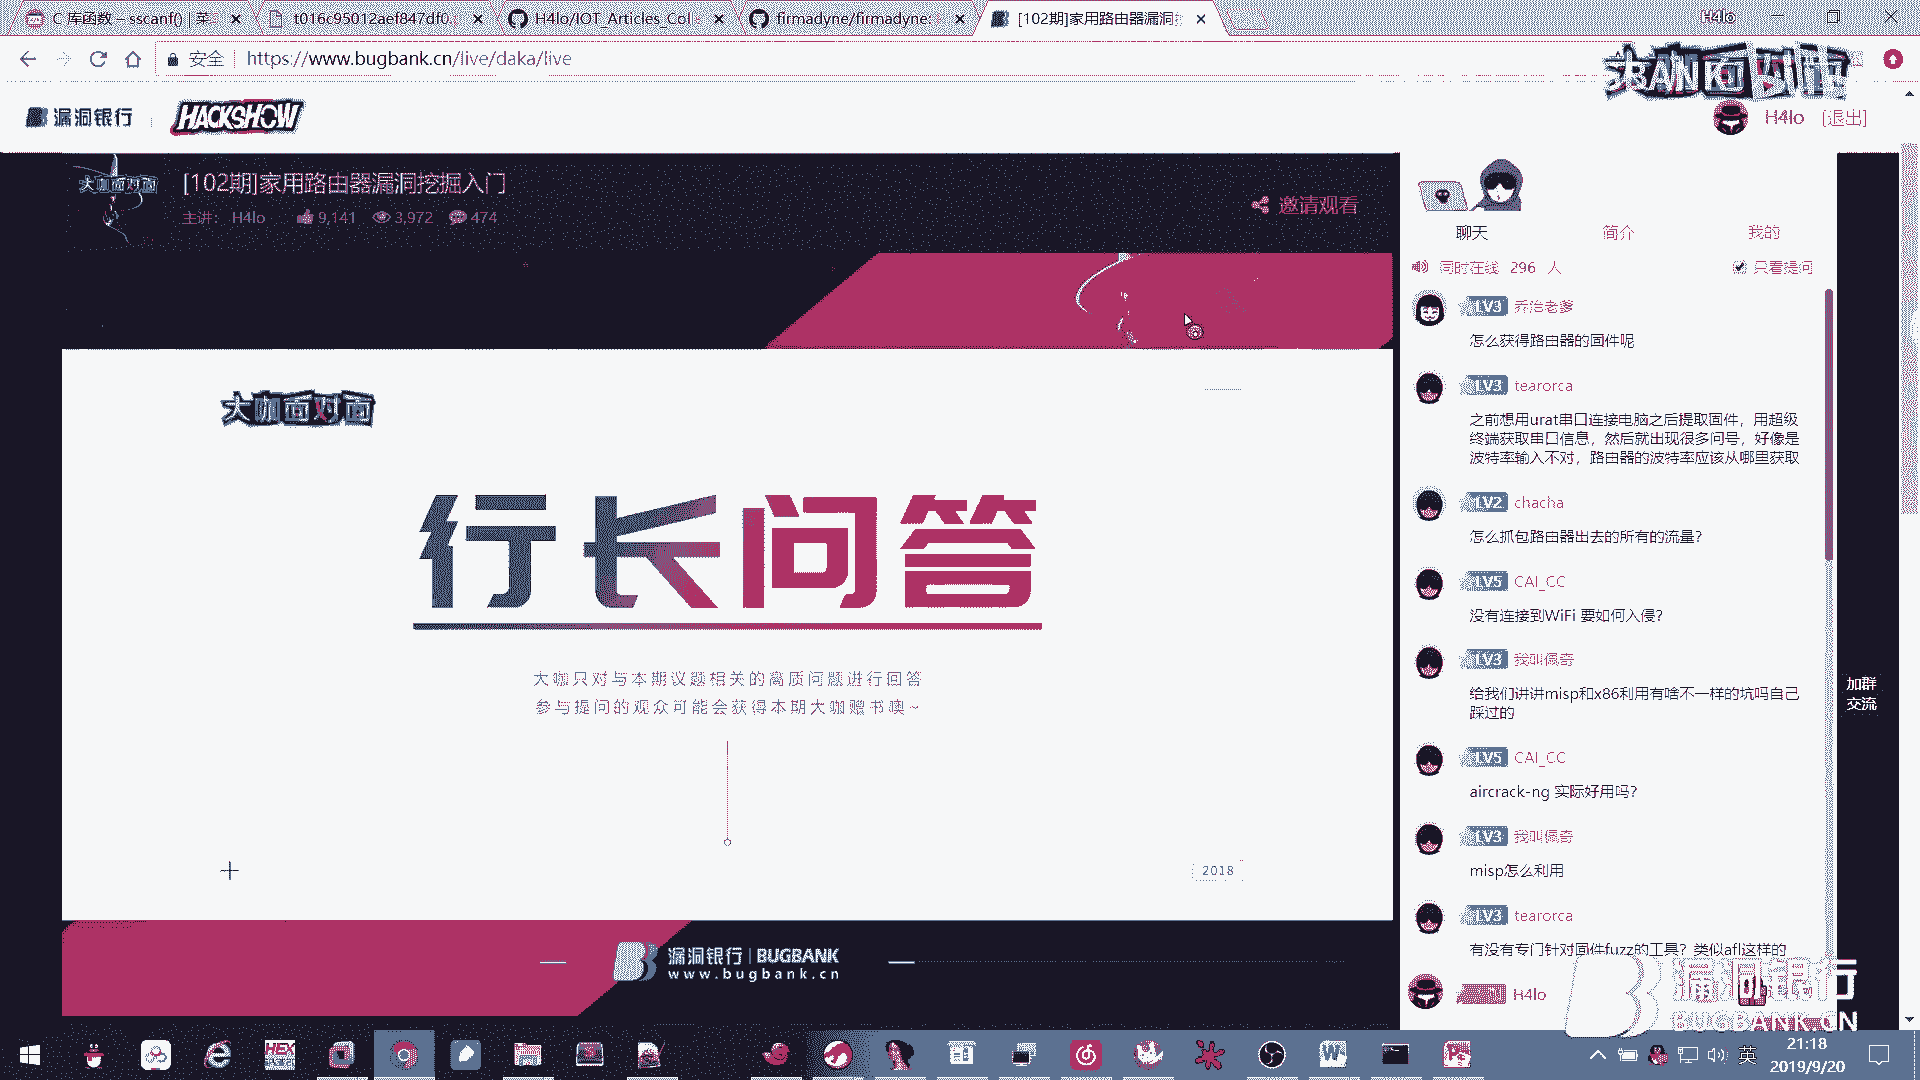 C 库函数 – sscanf() | 菜
t016c95012aef847df0.
H4lo/IOT_Articles_Col
firmadyne/firmadyne:
[102期]家用路由器漏洞挖
H4lo
安全
https://www.bugbank.cn/live/daka/live
BANK 大咖面对面
漏洞银行
HACKSHOW
H4lo [退出]
大咖面对面
[102期]家用路由器漏洞挖掘入门
主讲: H4lo 9,141 3,972 474
邀请观看
聊天 简介 我的
同时在线 296 人 只看提问
LV3 乔治老爹
怎么获得路由器的固件呢
LV3 tearorca
之前想用urat串口连接电脑之后提取固件，用超级
终端获取串口信息，然后就出现很多问号，好像是
波特率输入不对，路由器的波特率应该从哪里获取
LV2 chacha
怎么抓包路由器出去的所有的流量?
LV5 CAI_CC
没有连接到WiFi 要如何入侵?
LV3 我叫佩奇
给我们讲讲misp和x86利用有啥不一样的坑吗自己
踩过的
LV5 CAI_CC
aircrack-ng 实际好用吗?
LV3 我叫佩奇
misp怎么利用
LV3 tearorca
有没有专门针对固件fuzz的工具？类似afl这样的
H4lo
加群
交流
大咖面对面
行长问答
大咖只对与本期议题相关的高质问题进行回答
参与提问的观众可能会获得本期大咖赠书噢~
2018
漏洞银行 | BUGBANK
www.bugbank.cn
漏洞银行
BUGBANK.CN
HEX
英
21:18
2019/9/20